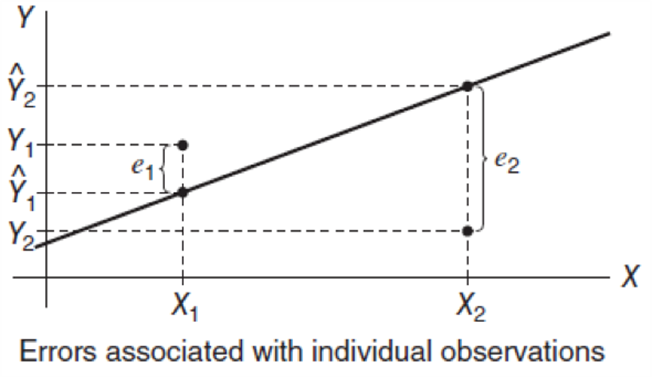 Y
Ŷ₂
Y₁
e₁
e₂
Ŷ₁
Y₂
X
X₁
X₂
Errors associated with individual observations